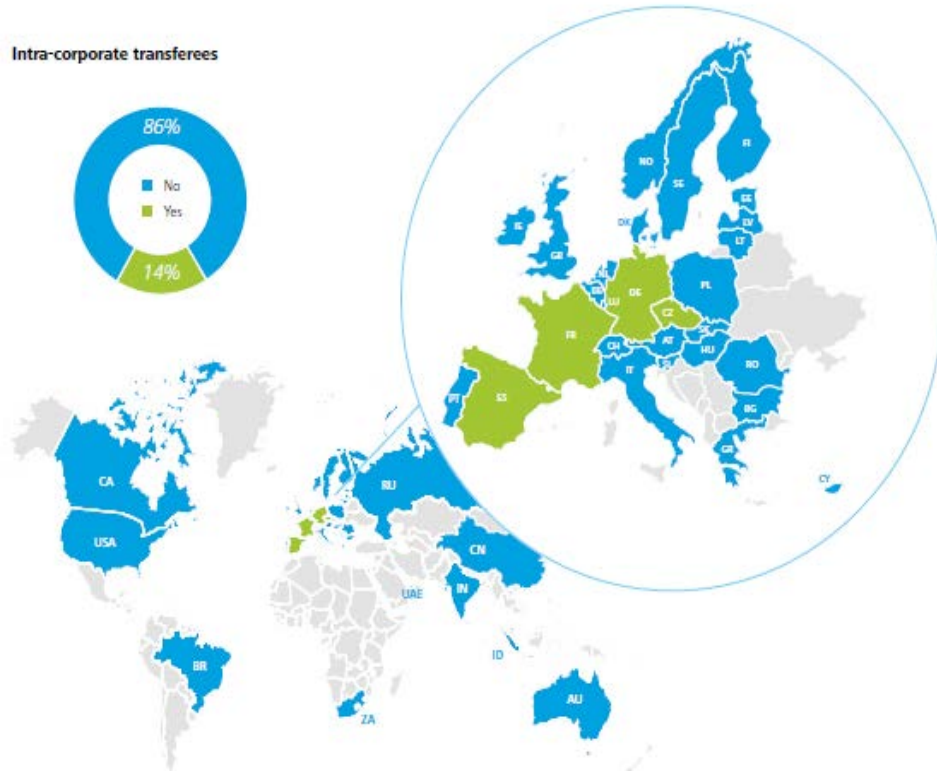 Intra-corporate transferees
86%
No
Yes
14%
NO
SE
FI
EE
LV
LT
DK
IE
GB
NL
BE
LU
DE
PL
CZ
SK
FR
CH
AT
HU
SI
IT
RO
BG
PT
ES
GR
CY
CA
USA
RU
CN
UAE
IN
ID
BR
ZA
AU